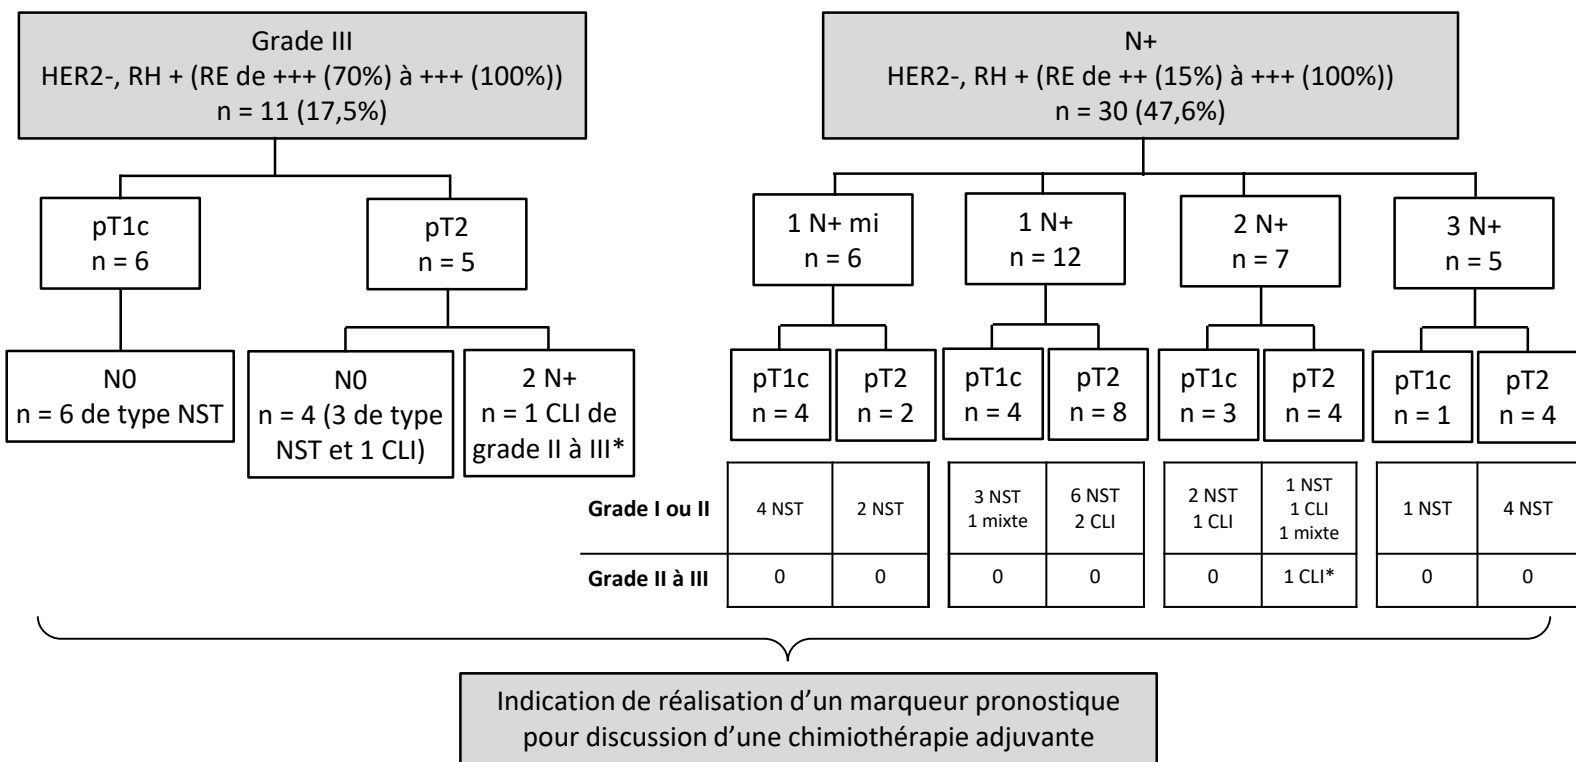 Grade III
HER2-, RH + (RE de +++ (70%) à +++ (100%))
n = 11 (17,5%)
N+
HER2-, RH + (RE de ++ (15%) à +++ (100%))
n = 30 (47,6%)
pT1c
n = 6
pT2
n = 5
1 N+ mi
n = 6
1 N+
n = 12
2 N+
n = 7
3 N+
n = 5
N0
n = 6 de type NST
N0
n = 4 (3 de type
NST et 1 CLI)
2 N+
n = 1 CLI de
grade II à III*
pT1c
n = 4
pT2
n = 2
pT1c
n = 4
pT2
n = 8
pT1c
n = 3
pT2
n = 4
pT1c
n = 1
pT2
n = 4
Grade I ou II
4 NST
2 NST
3 NST
1 mixte
6 NST
2 CLI
2 NST
1 CLI
1 NST
1 CLI
1 mixte
1 NST
4 NST
Grade II à III
0
0
0
0
0
1 CLI*
0
0
Indication de réalisation d’un marqueur pronostique
pour discussion d’une chimiothérapie adjuvante